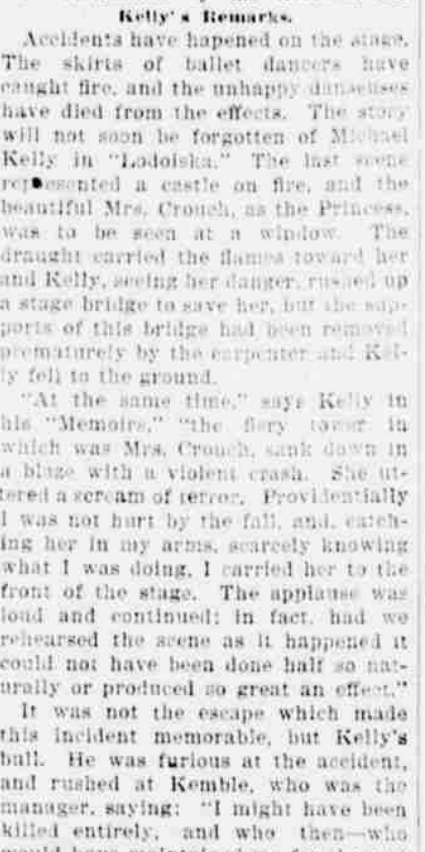 Kelly's Remarks.
Accidents have hapened on the stage.
The skirts of ballet dancers have
caught fire, and the unhappy danseuses
have died from the effects. The story
will not soon be forgotten of Michael
Kelly in "Lodoiska." The last scene
represented a castle on fire, and the
beautiful Mrs. Crouch, as the Princess,
was to be seen at a window. The
draught carried the flames toward her
and Kelly, seeing her danger, rushed up
a stage bridge to save her, but the sup-
ports of this bridge had been removed
prematurely by the carpenter and Kel-
ly fell to the ground.
"At the same time," says Kelly in
his "Memoirs," "the fiery tower in
which was Mrs. Crouch, sank down in
a blaze with a violent crash. She ut-
tered a scream of terror. Providentially
I was not hurt by the fall, and, catch-
ing her in my arms, scarcely knowing
what I was doing, I carried her to the
front of the stage. The applause was
loud and continued; in fact, had we
rehearsed the scene as it happened it
could not have been done half so nat-
urally or produced so great an effect."
It was not the escape which made
this incident memorable, but Kelly's
bull. He was furious at the accident,
and rushed at Kemble, who was the
manager, saying: "I might have been
killed entirely, and who then—who